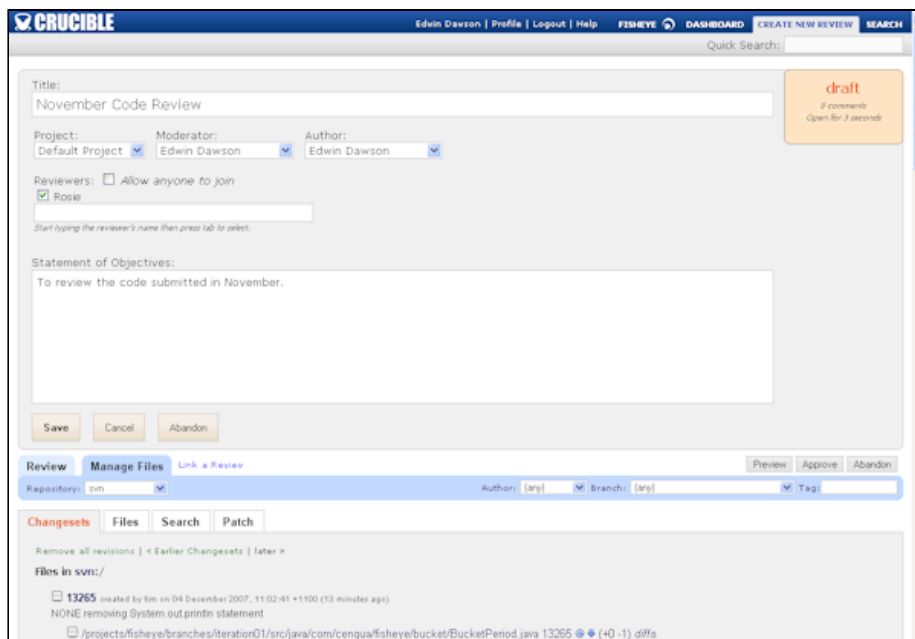 CRUCIBLE
Edwin Dawson | Profile | Logout | Help FISHEYE DASHBOARD CREATE NEW REVIEW SEARCH
Quick Search:
Title:
November Code Review
draft
0 comments
Open for 3 seconds
Project: Moderator: Author:
Default Project Edwin Dawson Edwin Dawson
Reviewers: Allow anyone to join
Rosie
Start typing the reviewer's name then press tab to select.
Statement of Objectives:
To review the code submitted in November.
Save Cancel Abandon
Review Manage Files Link a Review Preview Approve Abandon
Repository: svn Author: (any) Branch: (any) Tag:
Changesets Files Search Patch
Remove all revisions | < Earlier Changesets | later >
Files in svn:/
13265 created by tim on 04 December 2007, 11:02:41 +1100 (13 minutes ago)
NONE removing System.out.println statement
/projects/fisheye/branches/iteration01/src/java/com/cenqua/fisheye/bucket/BucketPeriod.java 13265 (+0 -1) diffs